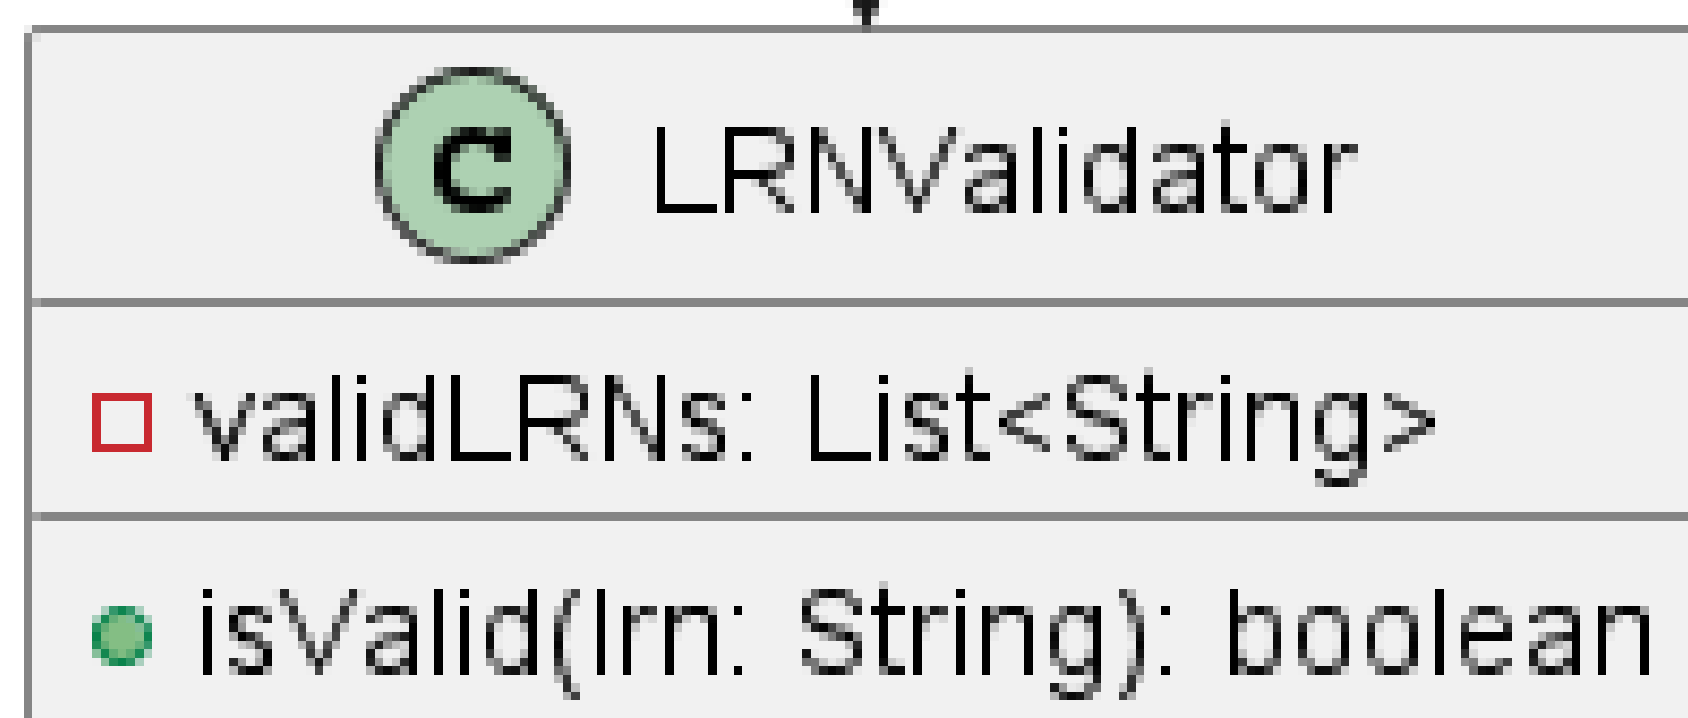 C LRNValidator
validLRNs: List<String>
isValid(lrn: String): boolean